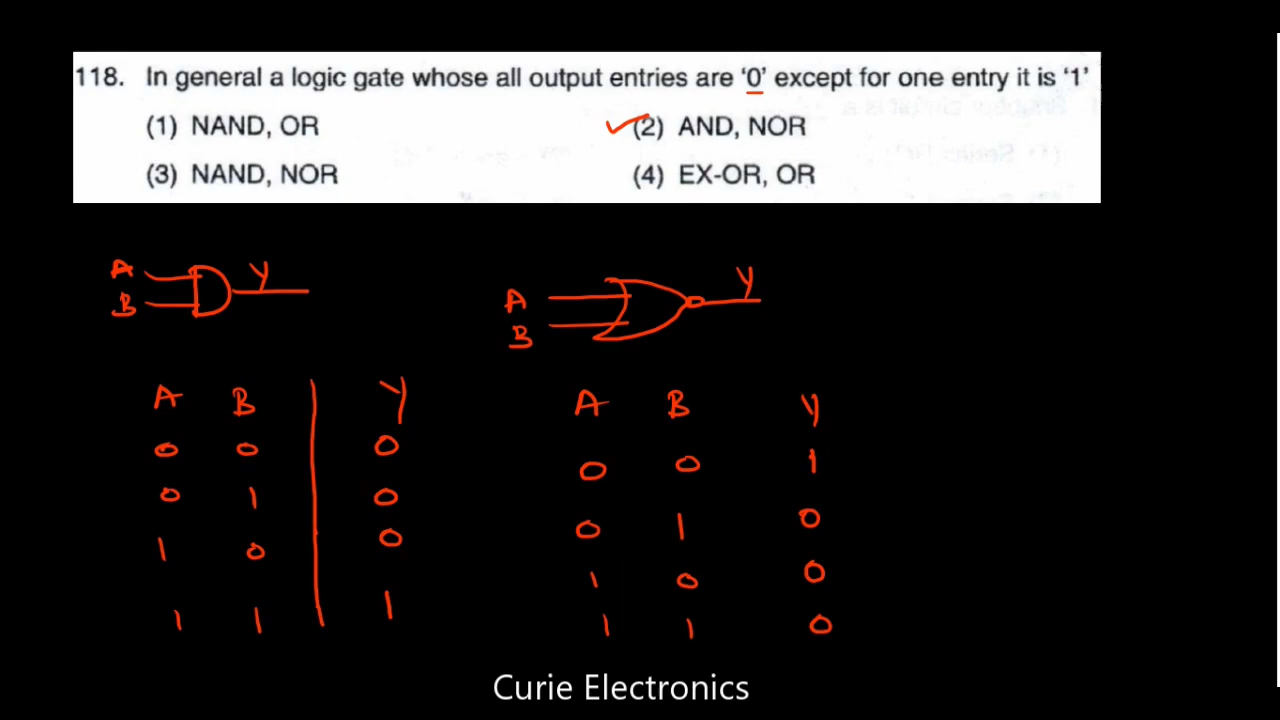 118. In general a logic gate whose all output entries are ‘0’ except for one entry it is ‘1’
(1) NAND, OR (2) AND, NOR
(3) NAND, NOR (4) EX-OR, OR
A Y
B
A Y
B
A B Y
0 0 0
0 1 0
1 0 0
1 1 1
A B Y
0 0 1
0 1 0
1 0 0
1 1 0
Curie Electronics